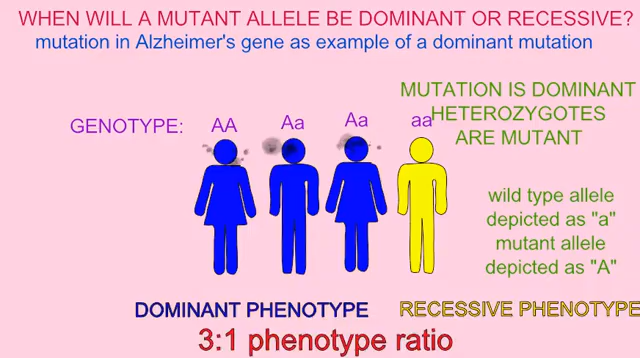 WHEN WILL A MUTANT ALLELE BE DOMINANT OR RECESSIVE?
mutation in Alzheimer's gene as example of a dominant mutation
MUTATION IS DOMINANT
HETEROZYGOTES
ARE MUTANT
GENOTYPE: AA Aa Aa aa
wild type allele
depicted as "a"
mutant allele
depicted as "A"
DOMINANT PHENOTYPE RECESSIVE PHENOTYPE
3:1 phenotype ratio